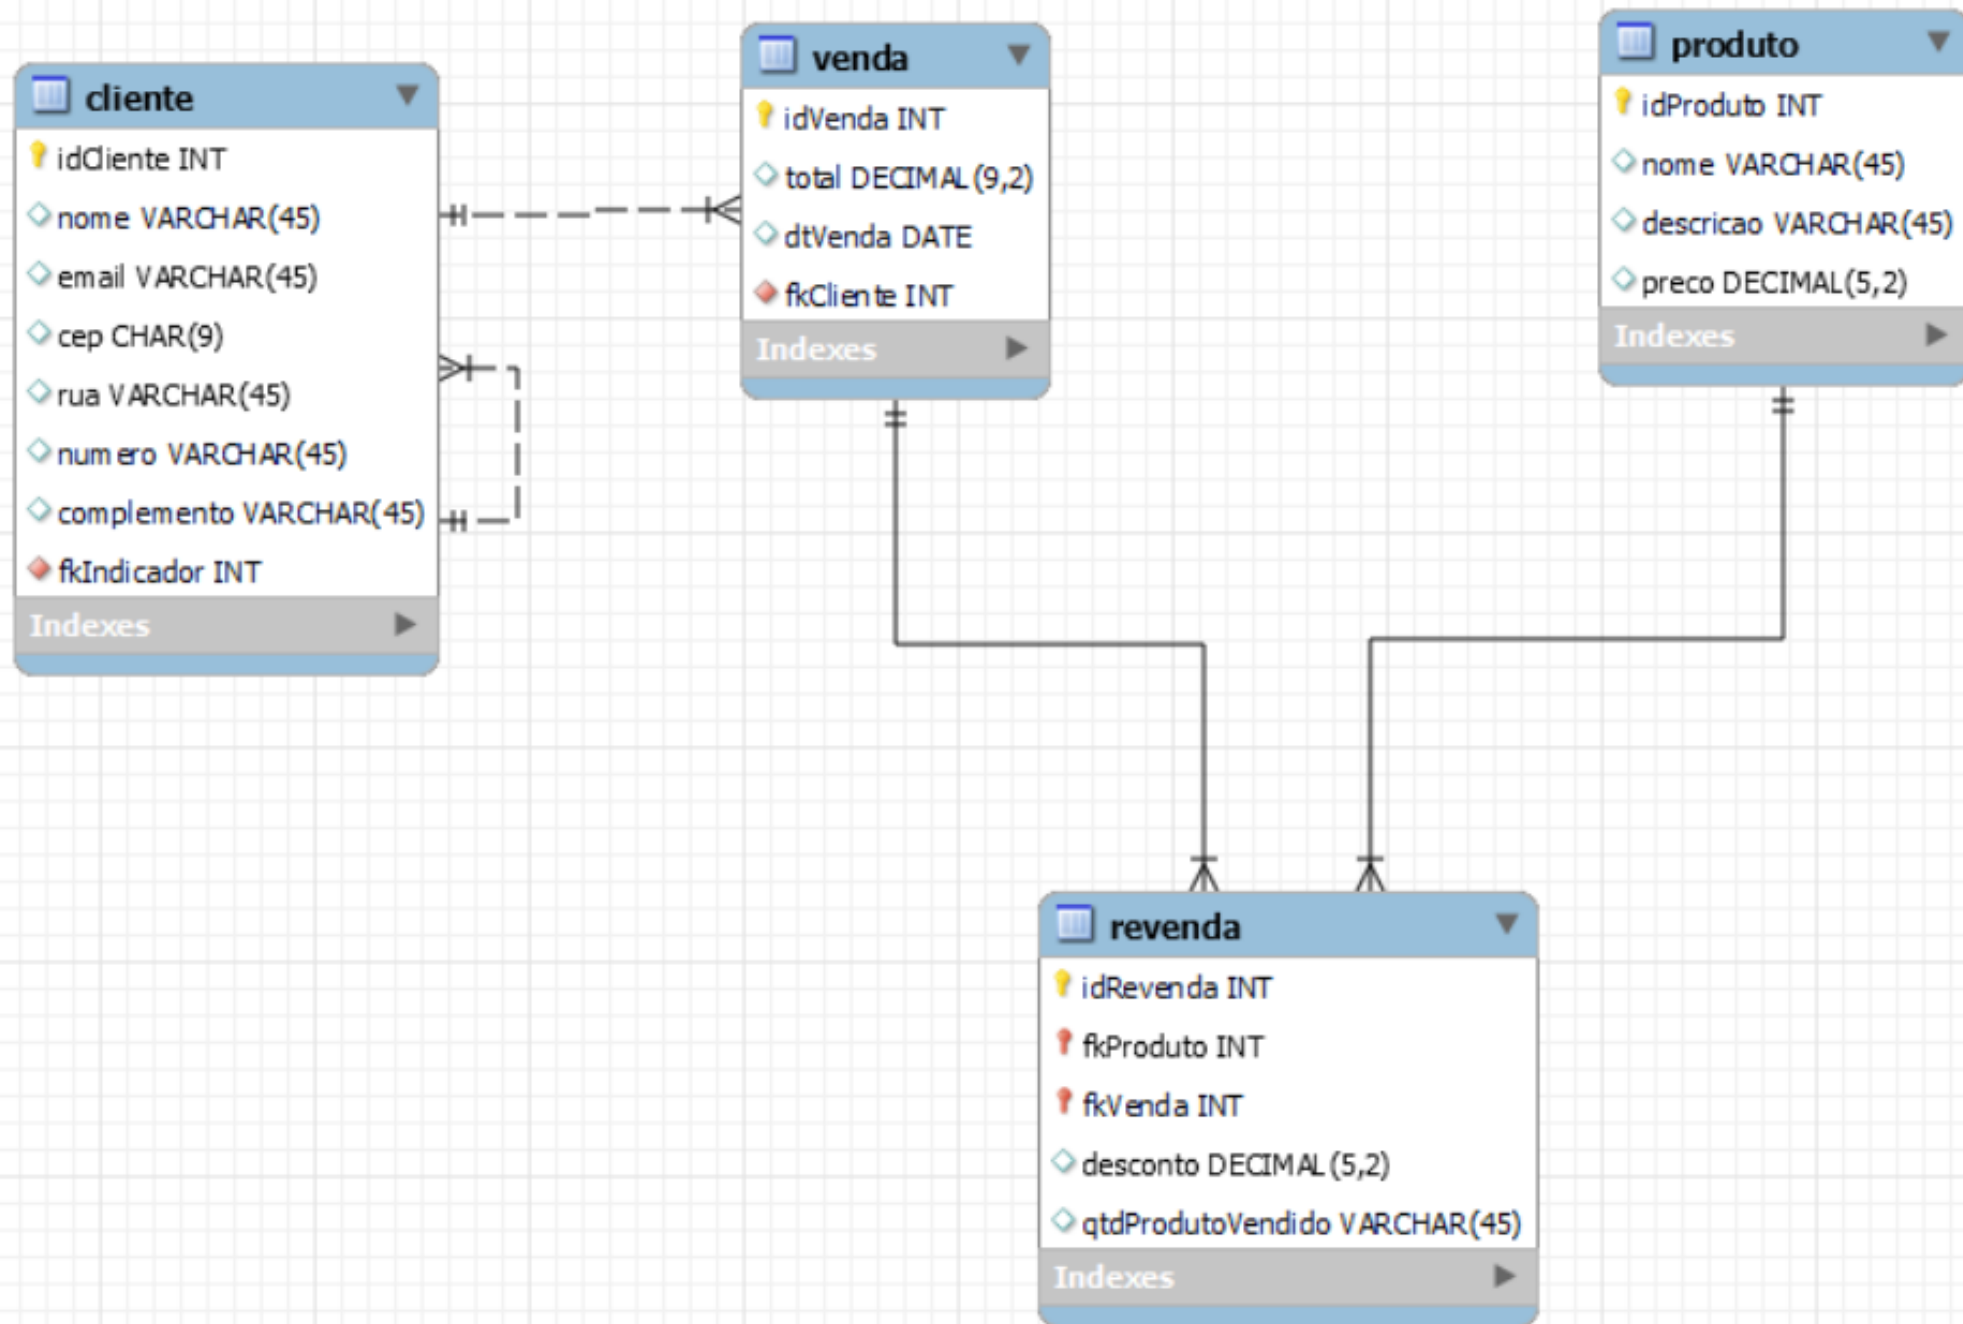 cliente
idCliente INT
nome VARCHAR(45)
email VARCHAR(45)
cep CHAR(9)
rua VARCHAR(45)
numero VARCHAR(45)
complemento VARCHAR(45)
fkIndicador INT
Indexes
venda
idVenda INT
total DECIMAL(9,2)
dtVenda DATE
fkCliente INT
Indexes
produto
idProduto INT
nome VARCHAR(45)
descricao VARCHAR(45)
preco DECIMAL(5,2)
Indexes
revenda
idRevenda INT
fkProduto INT
fkVenda INT
desconto DECIMAL(5,2)
qtdProdutoVendido VARCHAR(45)
Indexes